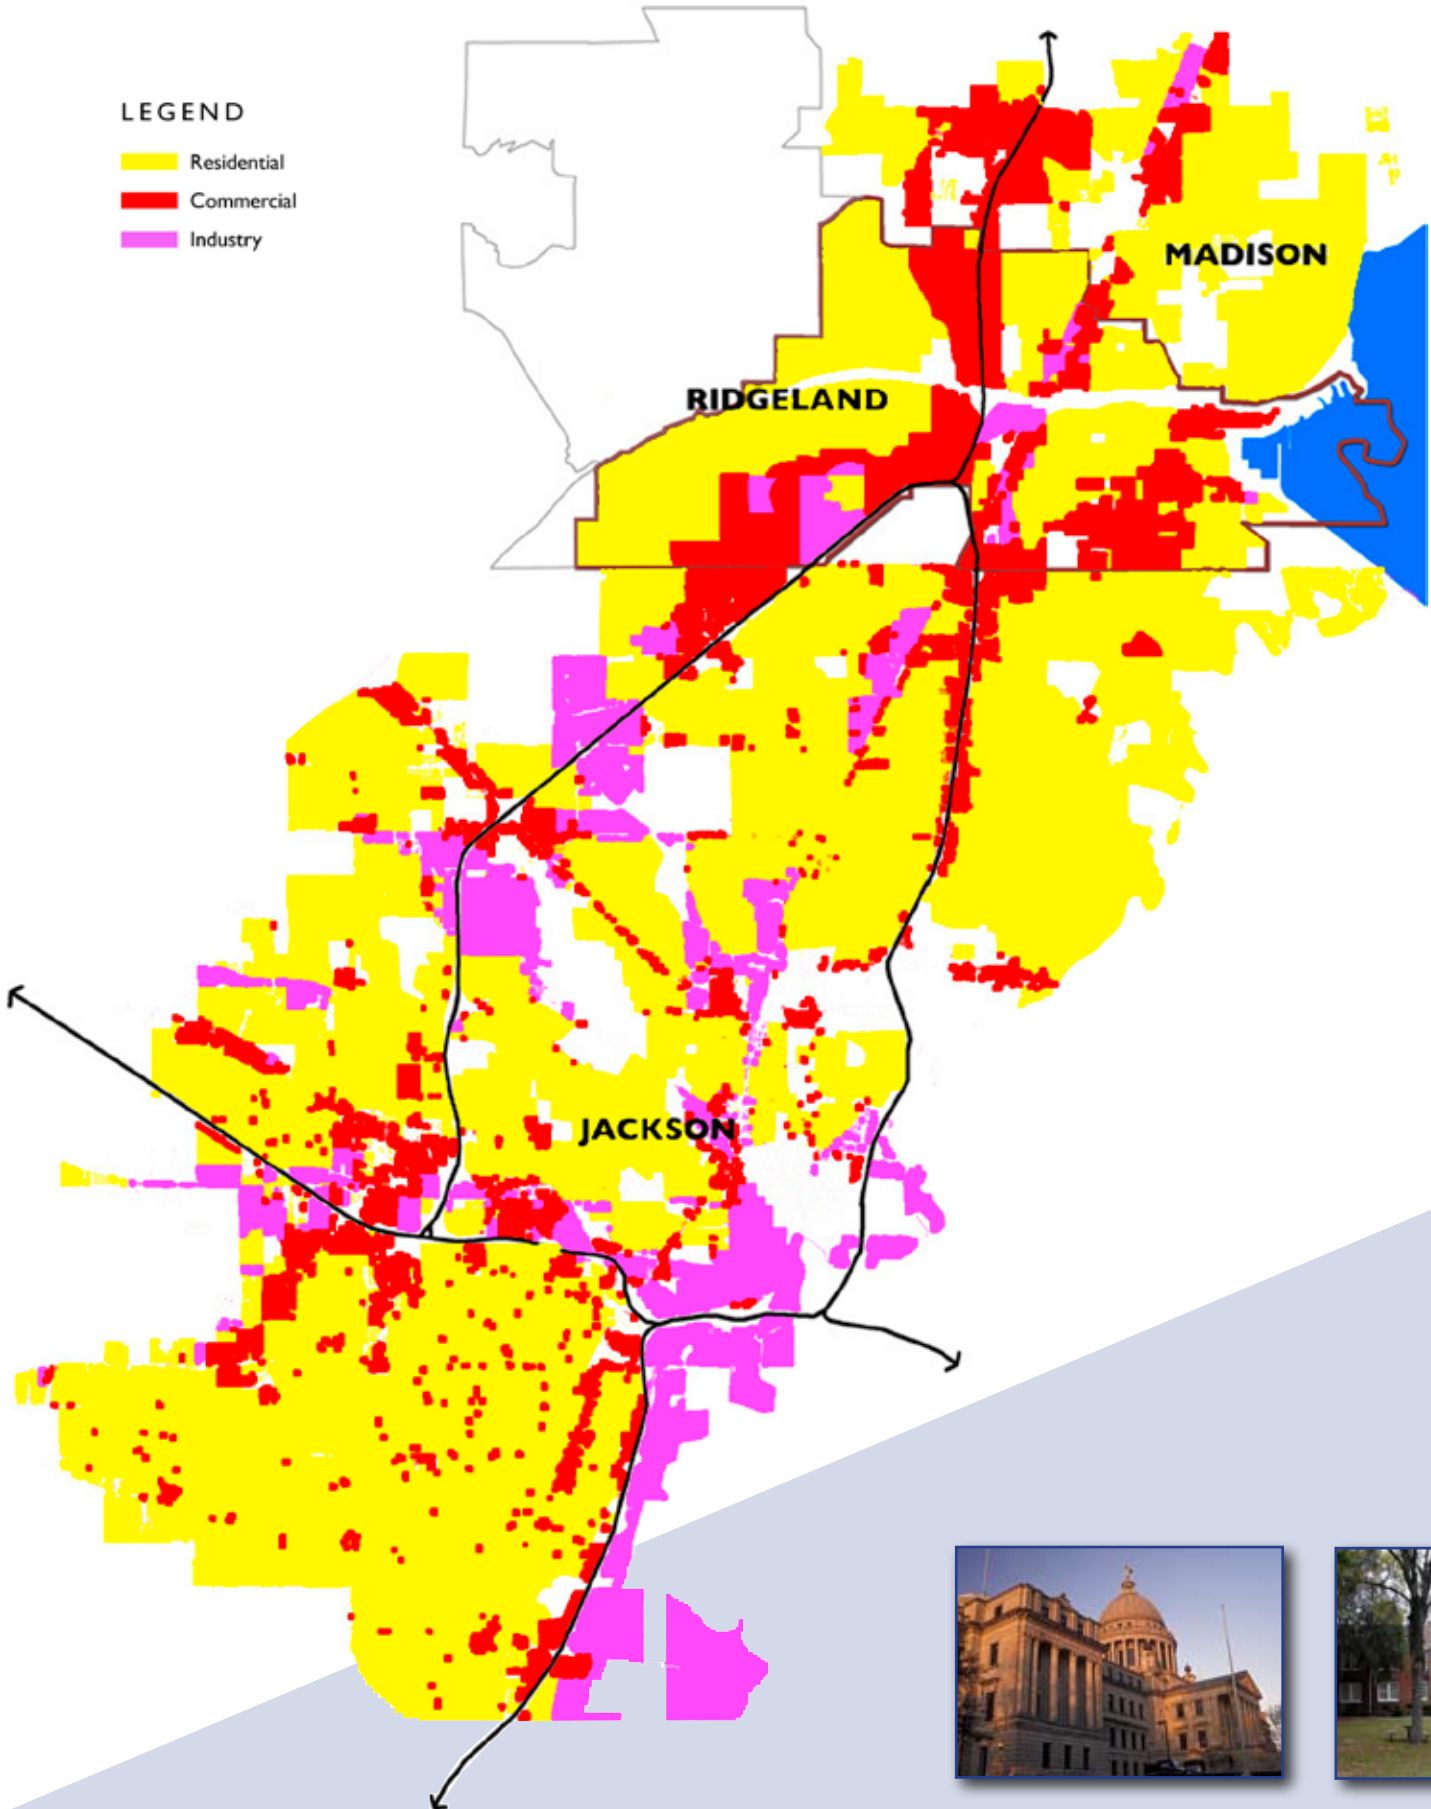 LEGEND
Residential
Commercial
Industry
MADISON
RIDGELAND
JACKSON